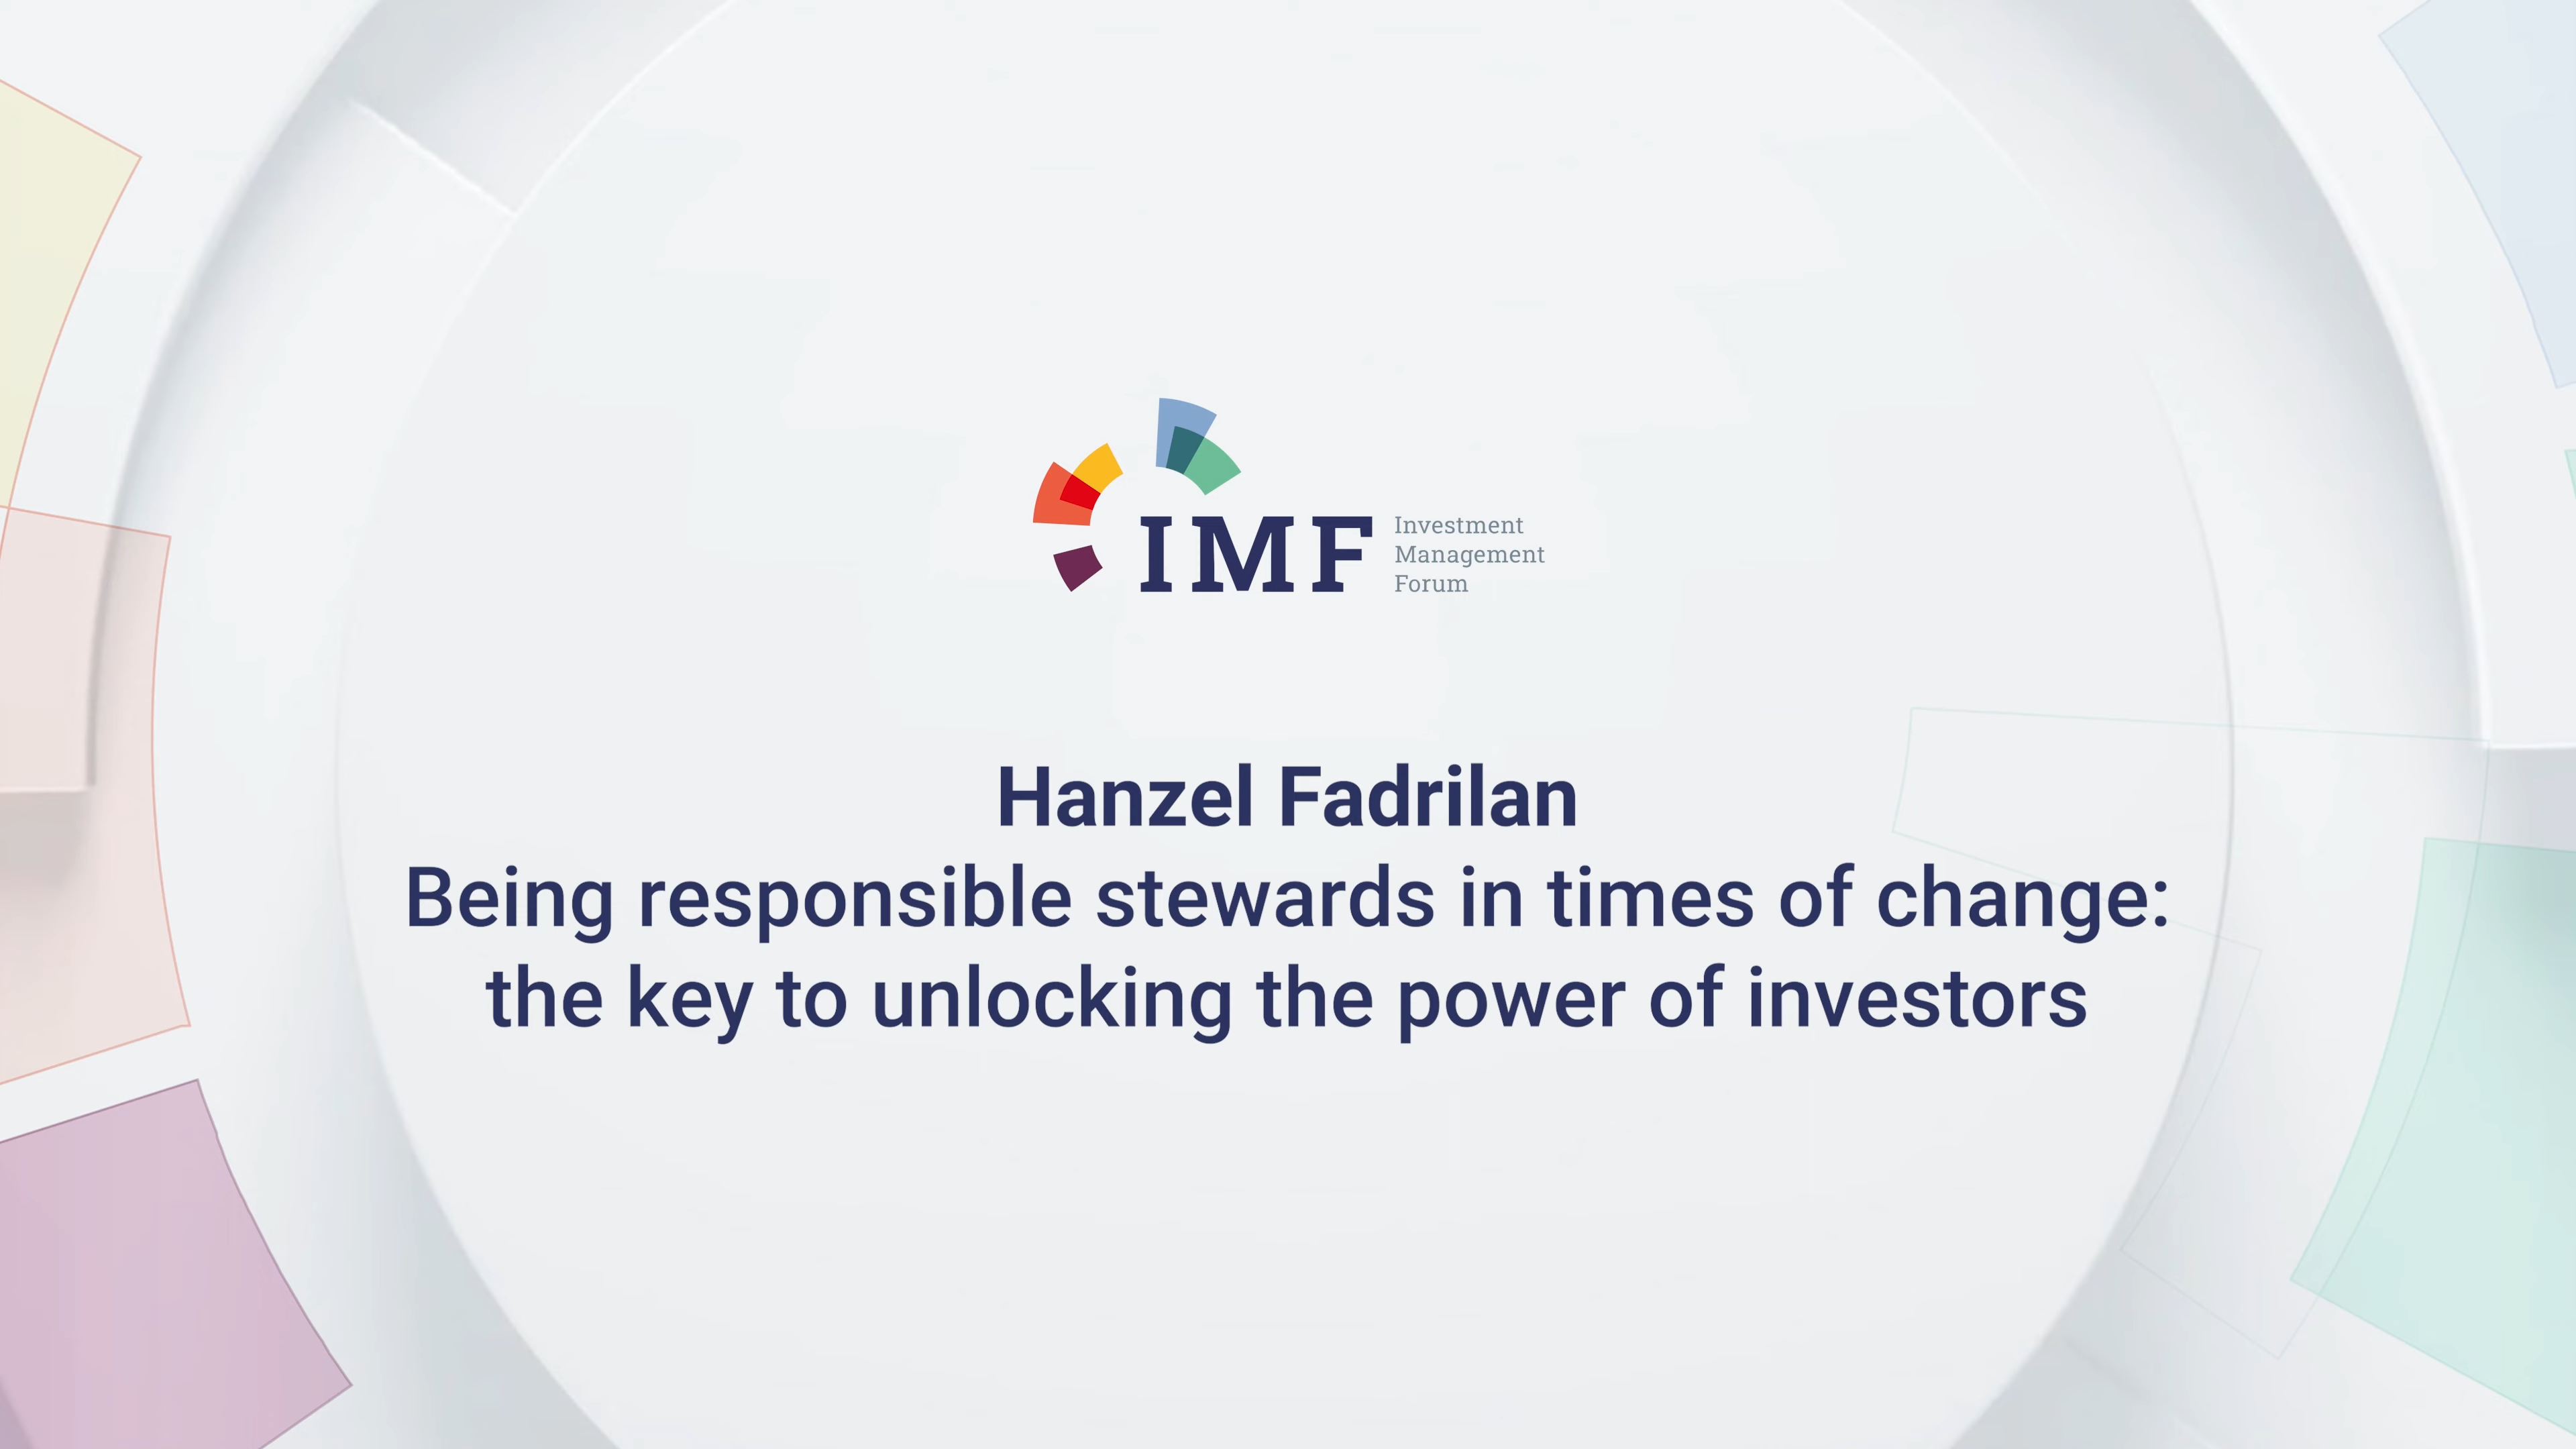 IMF
Investment
Management
Forum
Hanzel Fadrilan
Being responsible stewards in times of change:
the key to unlocking the power of investors